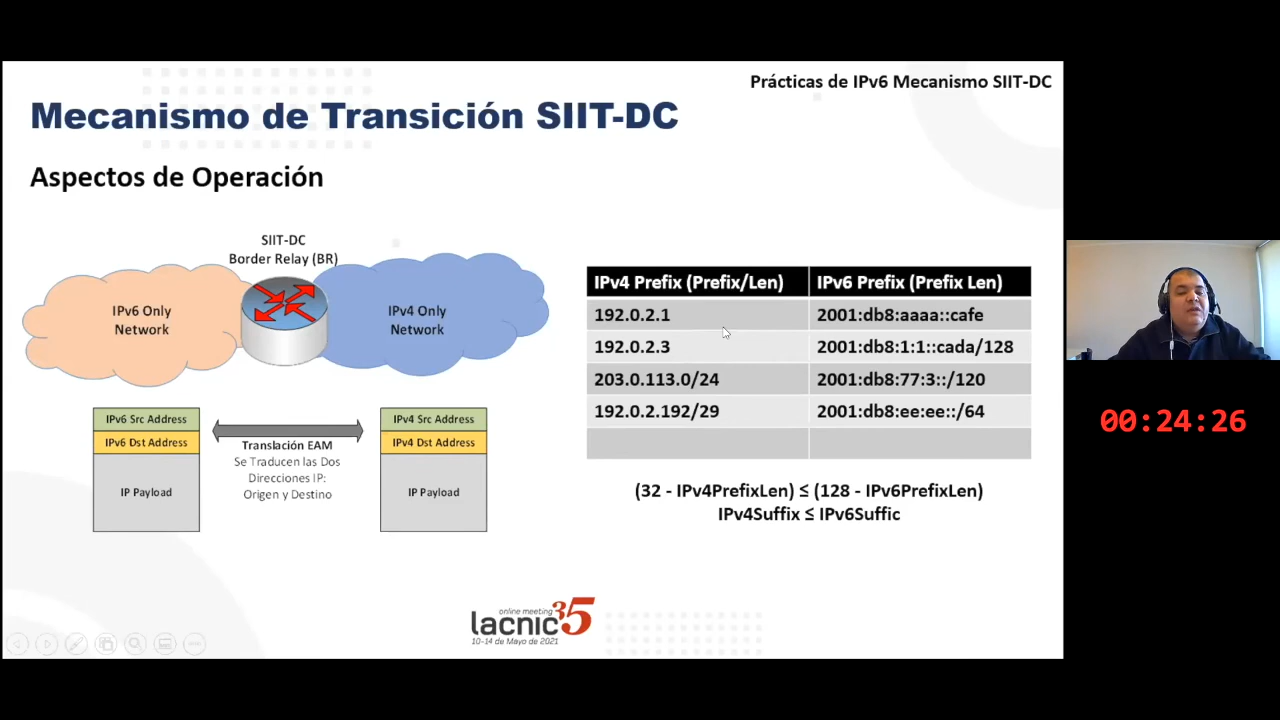 Prácticas de IPv6 Mecanismo SIIT-DC
Mecanismo de Transición SIIT-DC
Aspectos de Operación
SIIT-DC
Border Relay (BR)
IPv6 Only
Network
IPv4 Only
Network
IPv6 Src Address
IPv6 Dst Address
IP Payload
Translación EAM
Se Traducen las Dos
Direcciones IP:
Origen y Destino
IPv4 Src Address
IPv4 Dst Address
IP Payload
IPv4 Prefix (Prefix/Len) IPv6 Prefix (Prefix Len)
192.0.2.1 2001:db8:aaaa::cafe
192.0.2.3 2001:db8:1:1::cada/128
203.0.113.0/24 2001:db8:77:3::/120
192.0.2.192/29 2001:db8:ee:ee::/64
(32 - IPv4PrefixLen) ≤ (128 - IPv6PrefixLen)
IPv4Suffix ≤ IPv6Suffic
online meeting
lacnic35
10-14 de Mayo de 2021
00:24:26